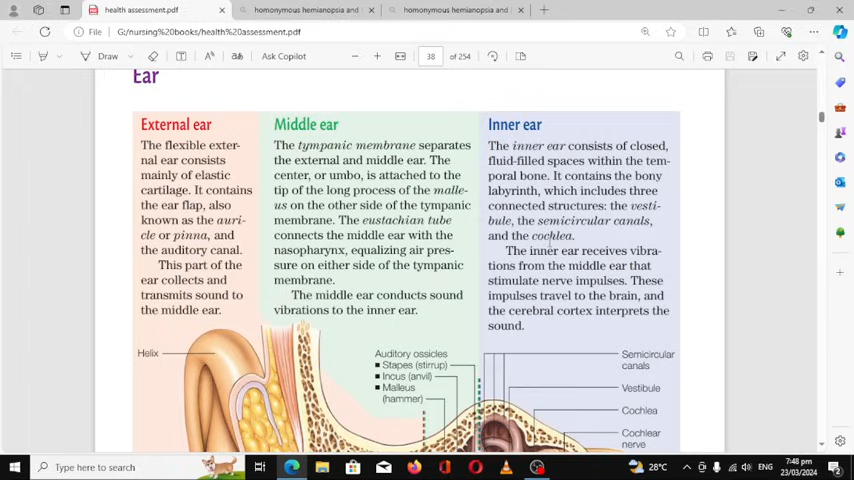 health assessment.pdf
homonymous hemianopsia and
homonymous hemianopsia and
File
G:/nursing%20books/health%20assessment.pdf
Draw
Ask Copilot
38
of 254
Ear
External ear
The flexible exter-
nal ear consists
mainly of elastic
cartilage. It contains
the ear flap, also
known as the auri-
cle or pinna, and
the auditory canal.
This part of the
ear collects and
transmits sound to
the middle ear.
Middle ear
The tympanic membrane separates
the external and middle ear. The
center, or umbo, is attached to the
tip of the long process of the malle-
us on the other side of the tympanic
membrane. The eustachian tube
connects the middle ear with the
nasopharynx, equalizing air pres-
sure on either side of the tympanic
membrane.
The middle ear conducts sound
vibrations to the inner ear.
Inner ear
The inner ear consists of closed,
fluid-filled spaces within the tem-
poral bone. It contains the bony
labyrinth, which includes three
connected structures: the vesti-
bule, the semicircular canals,
and the cochlea.
The inner ear receives vibra-
tions from the middle ear that
stimulate nerve impulses. These
impulses travel to the brain, and
the cerebral cortex interprets the
sound.
Helix
Auditory ossicles
Stapes (stirrup)
Incus (anvil)
Malleus
(hammer)
Semicircular
canals
Vestibule
Cochlea
Cochlear
nerve
Type here to search
28°C
ENG
7:48 pm
23/03/2024
2